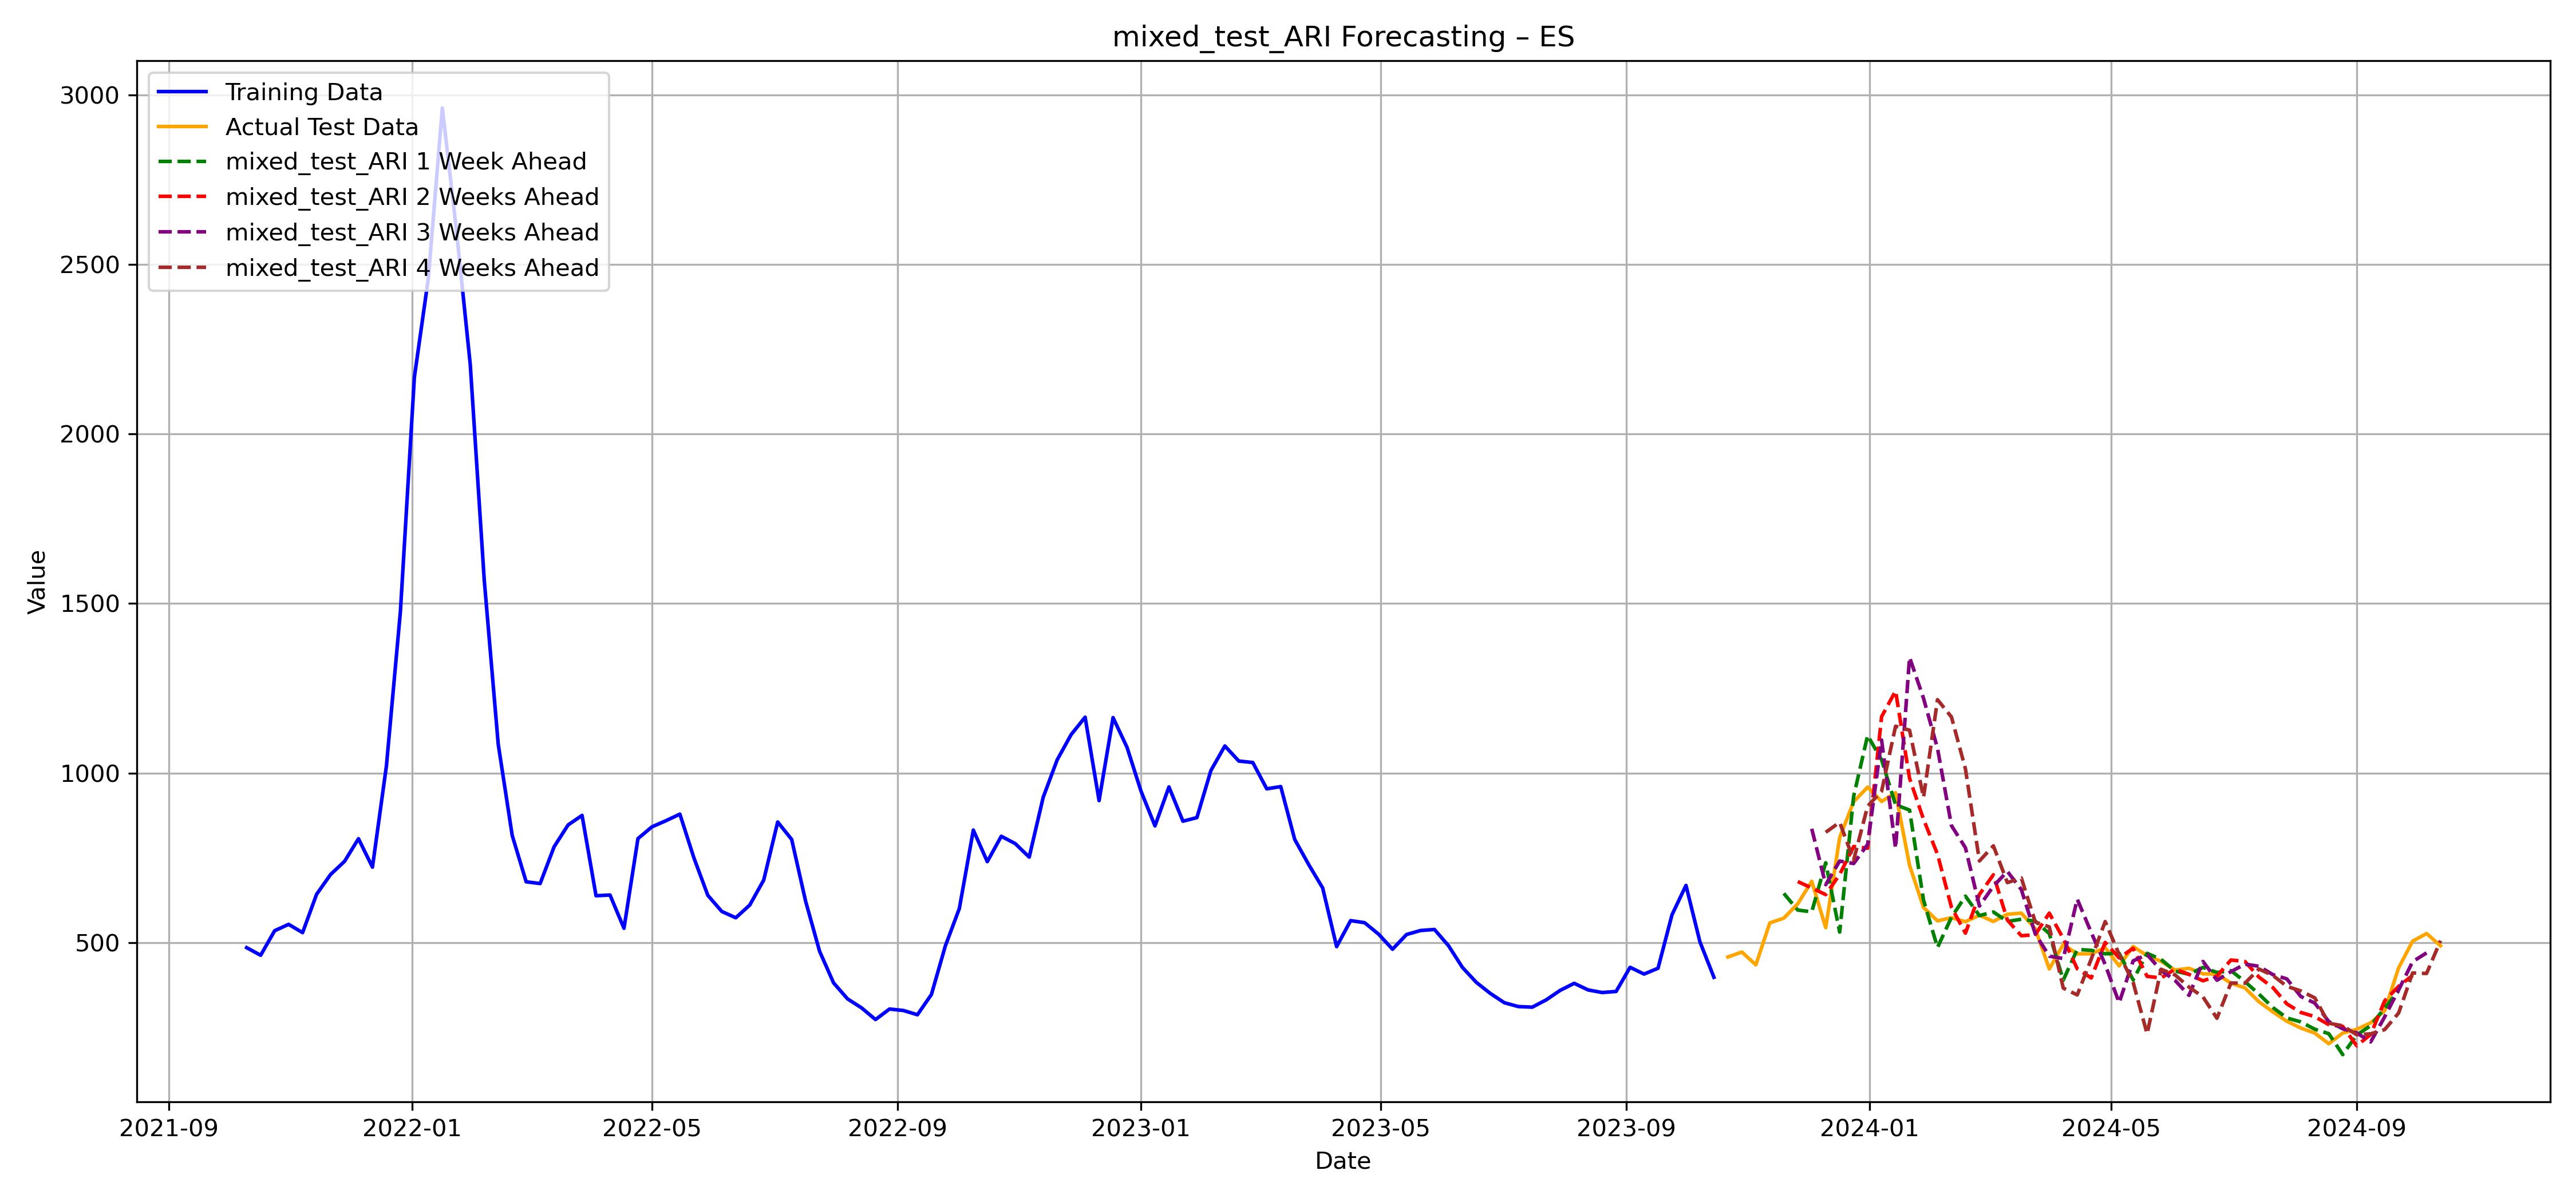 mixed_test_ARI Forecasting – ES
Training Data
Actual Test Data
mixed_test_ARI 1 Week Ahead
mixed_test_ARI 2 Weeks Ahead
mixed_test_ARI 3 Weeks Ahead
mixed_test_ARI 4 Weeks Ahead
3000
2500
2000
1500
1000
500
Value
2021-09
2022-01
2022-05
2022-09
2023-01
2023-05
2023-09
2024-01
2024-05
2024-09
Date